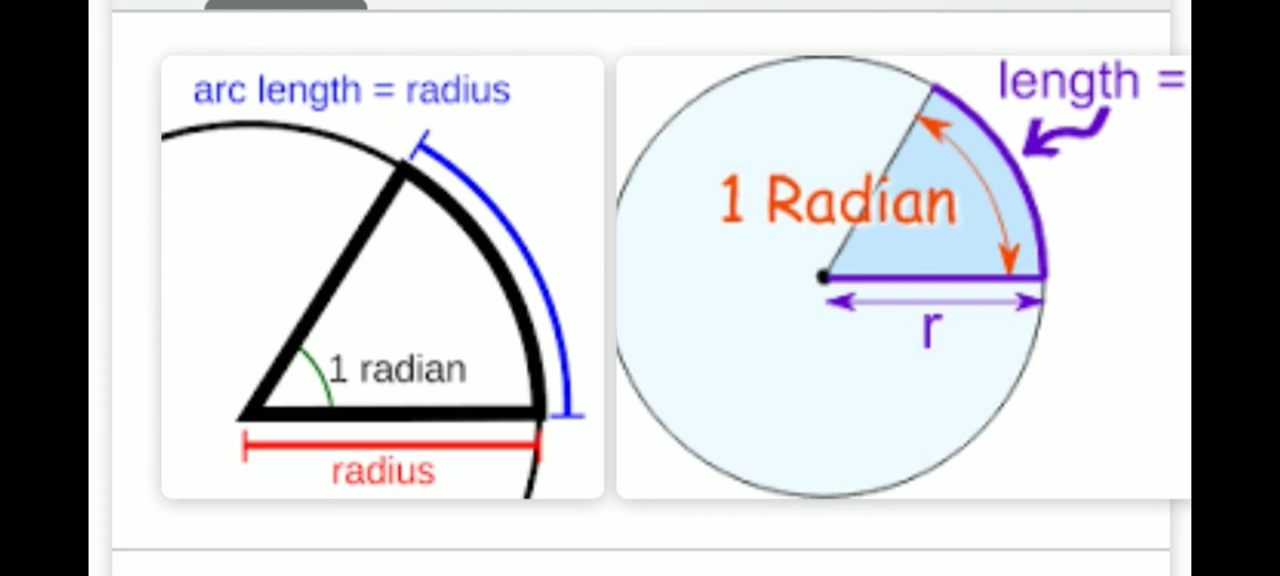 arc length = radius
1 radian
radius
length =
1 Radian
r